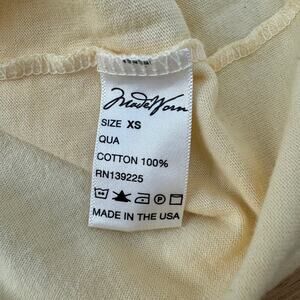 MadeWorn
SIZE XS
QUA
COTTON 100%
RN139225
P
MADE IN THE USA